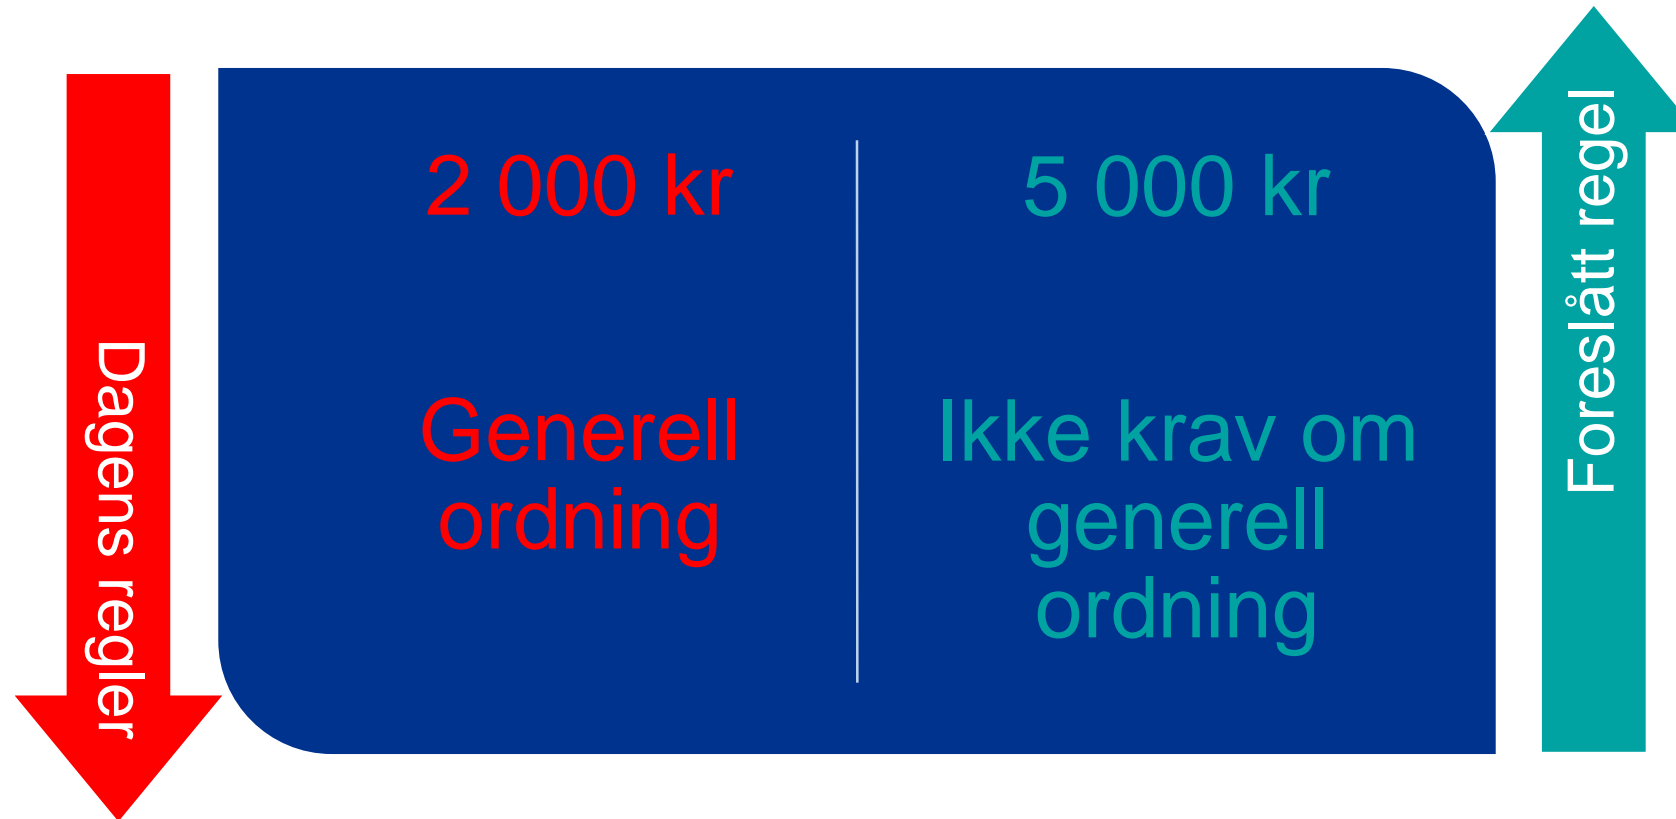 Dagens regler
2 000 kr
Generell
ordning
5 000 kr
Ikke krav om
generell
ordning
Foreslått regel